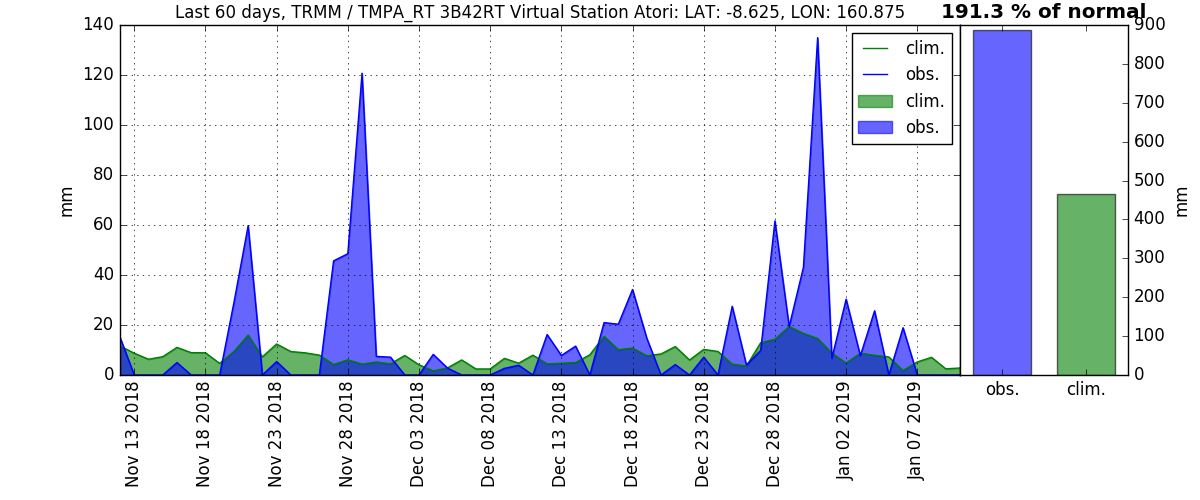 Last 60 days, TRMM / TMPA_RT 3B42RT Virtual Station Atori: LAT: -8.625, LON: 160.875
191.3 % of normal
mm
140
120
100
80
60
40
20
0
clim.
obs.
clim.
obs.
900
800
700
600
500
400
300
200
100
0
mm
Nov 13 2018
Nov 18 2018
Nov 23 2018
Nov 28 2018
Dec 03 2018
Dec 08 2018
Dec 13 2018
Dec 18 2018
Dec 23 2018
Dec 28 2018
Jan 02 2019
Jan 07 2019
obs.
clim.